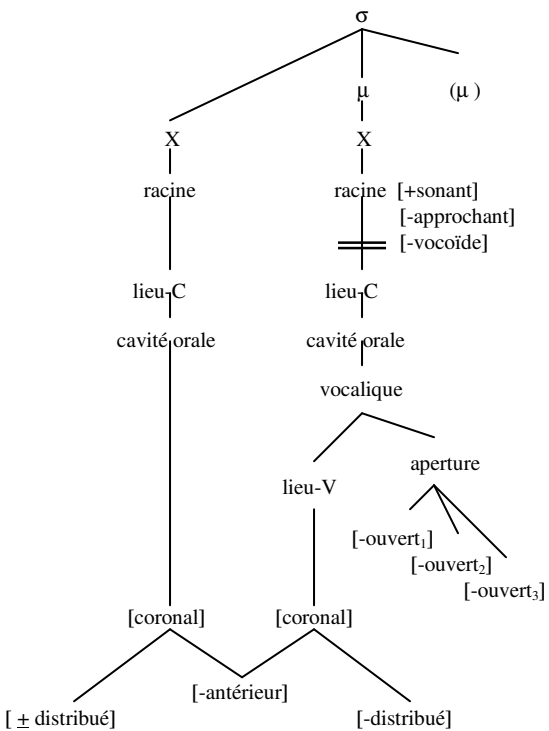 σ
μ (μ )
X X
racine racine [+sonant]
[-approchant]
[-vocoïde]
lieu-C lieu-C
cavité orale cavité orale
vocalique
aperture
lieu-V
[-ouvert₁]
[-ouvert₂]
[-ouvert₃]
[coronal] [coronal]
[-antérieur]
[ ± distribué] [-distribué]